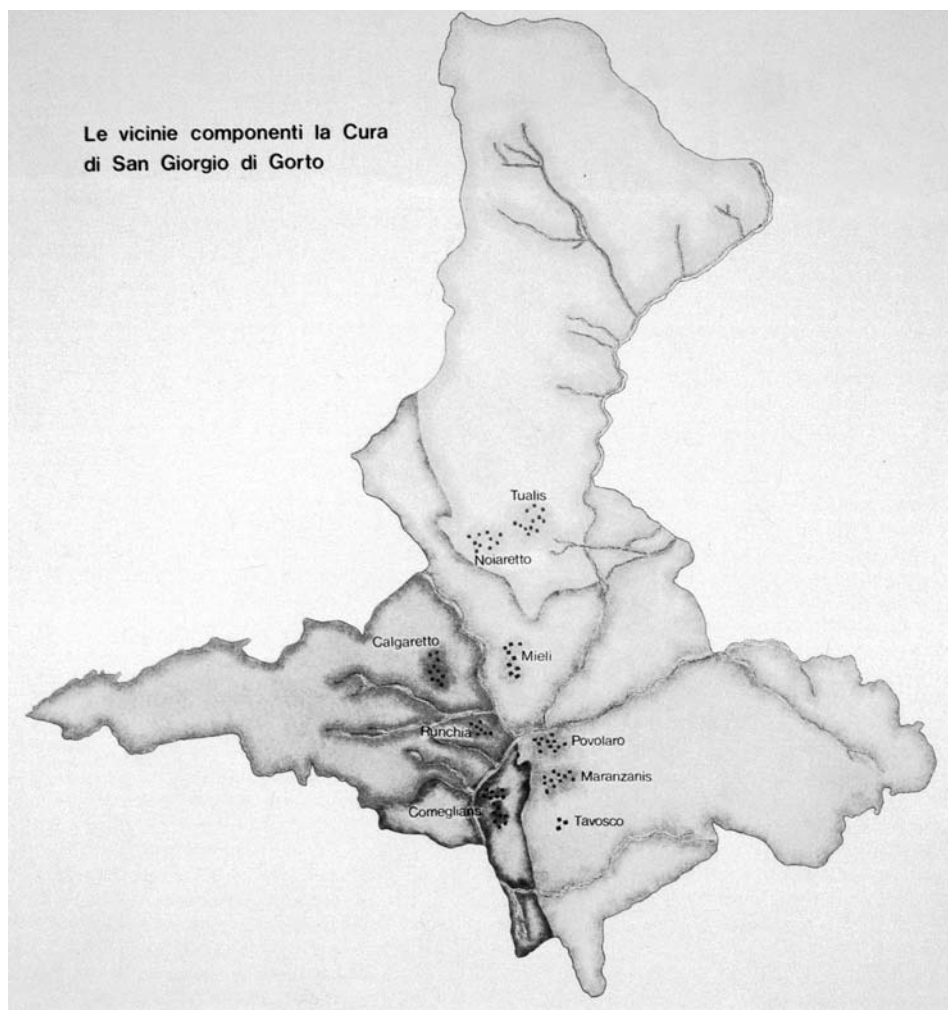 Le vicinie componenti la Cura
di San Giorgio di Gorto
Tualis
Noiaretto
Calgaretto
Mieli
Runchia
Povolaro
Maranzanis
Comeglians
Tavosco